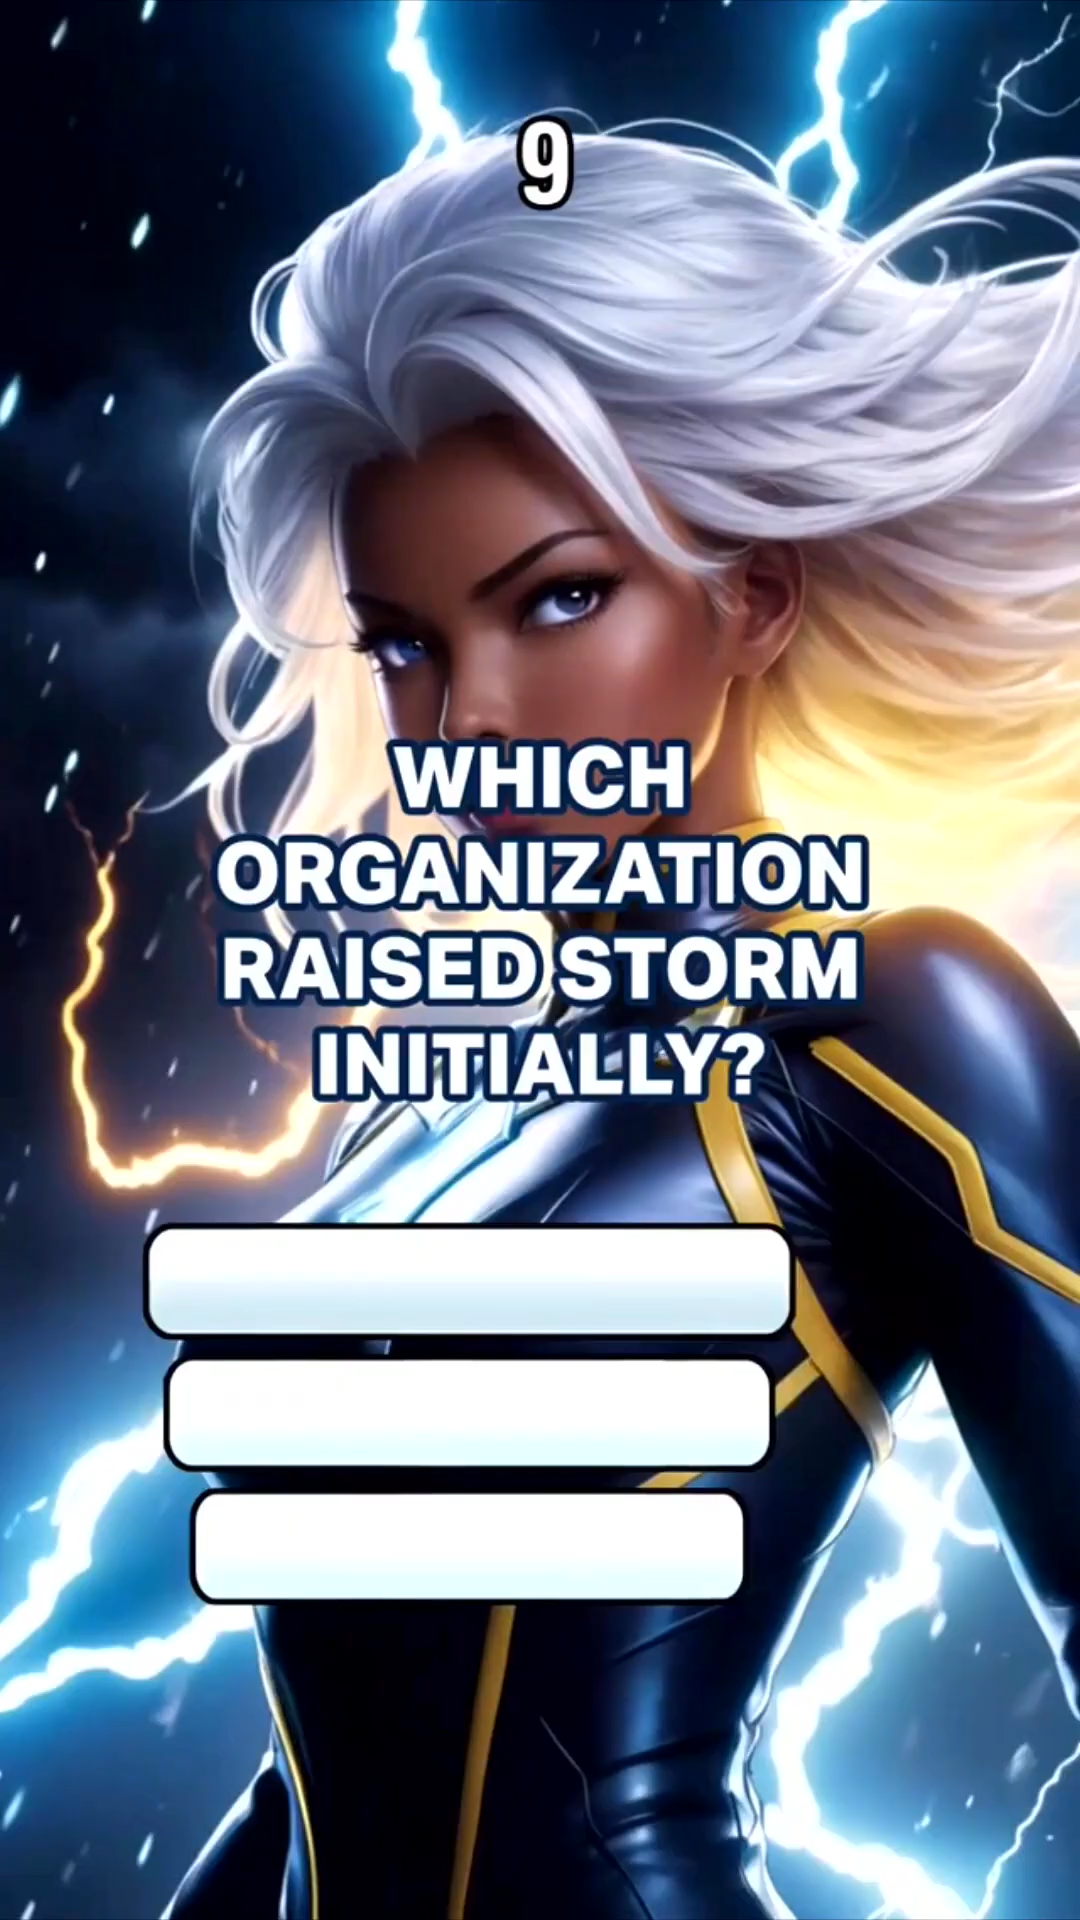 9
WHICH
ORGANIZATION
RAISED STORM
INITIALLY?